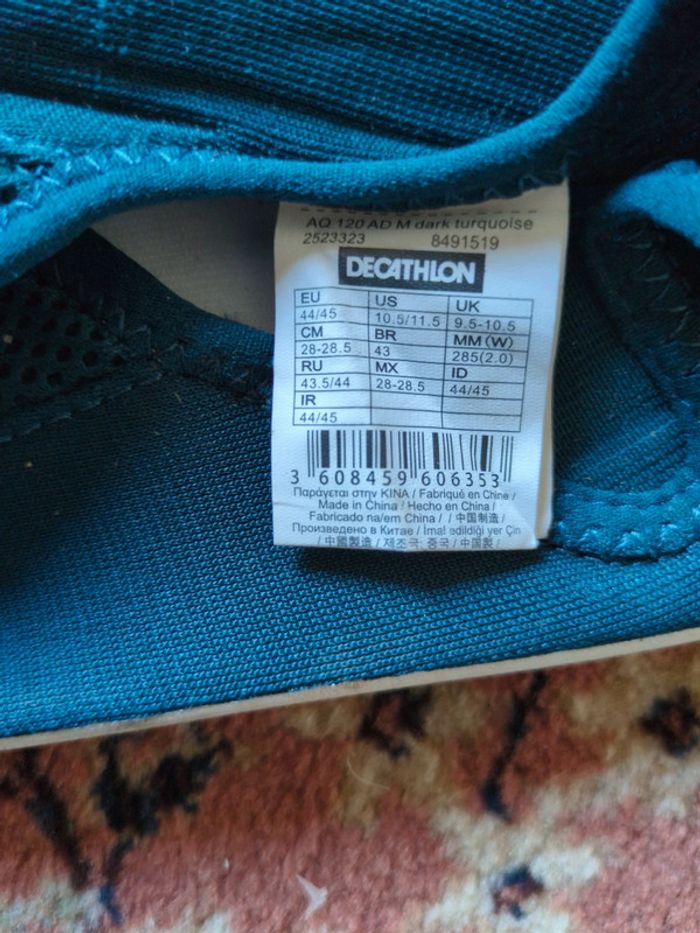 AQ 120 AD M dark turquoise
2523323 8491519
DECATHLON
EU US UK
44/45 10.5/11.5 9.5-10.5
CM BR MM (W)
28-28.5 43 285(2.0)
RU MX ID
43.5/44 28-28.5 44/45
IR
44/45
3 608459 606353
Παράγεται στην KINA / Fabriqué en Chine /
Made in China / Hecho en China /
Fabricado na/em China / / 中国制造 /
Произведено в Китае / İmal edildiği yer Çin
/ 中國製造 / 제조국: 중국 / 中国製 /